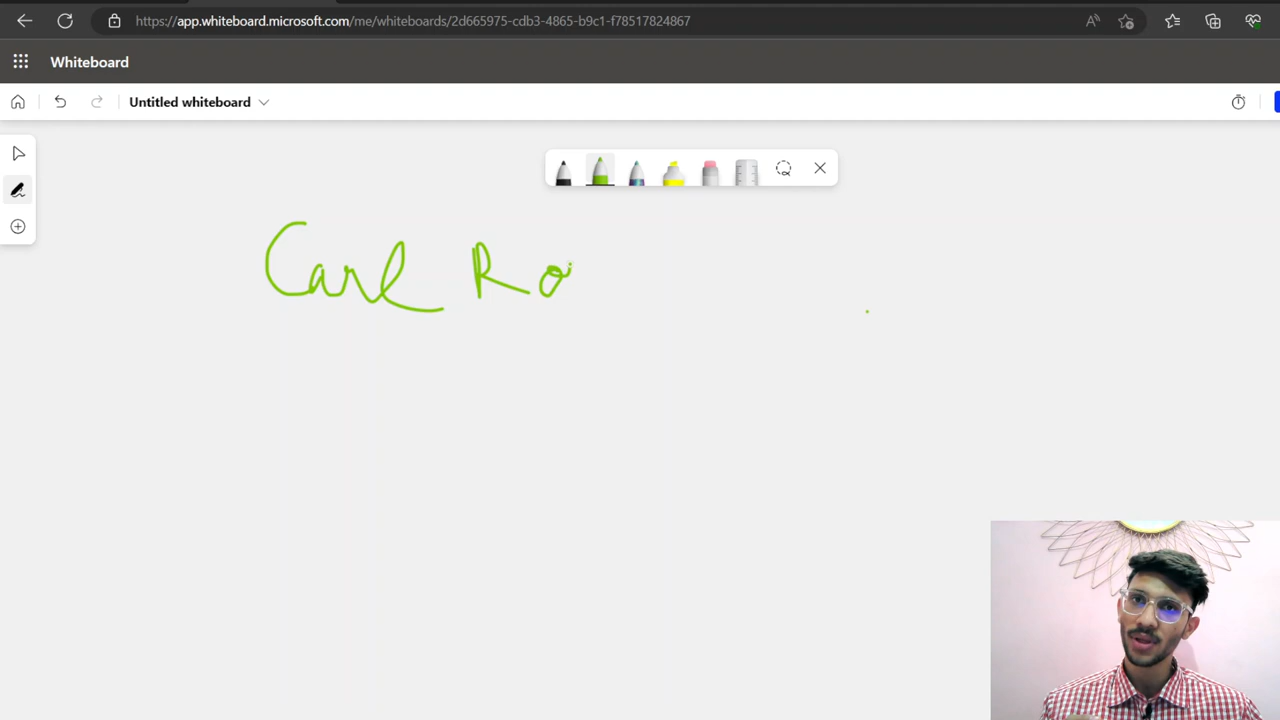 https://app.whiteboard.microsoft.com/me/whiteboards/2d665975-cdb3-4865-b9c1-f78517824867
Whiteboard
Untitled whiteboard
Carl Ro